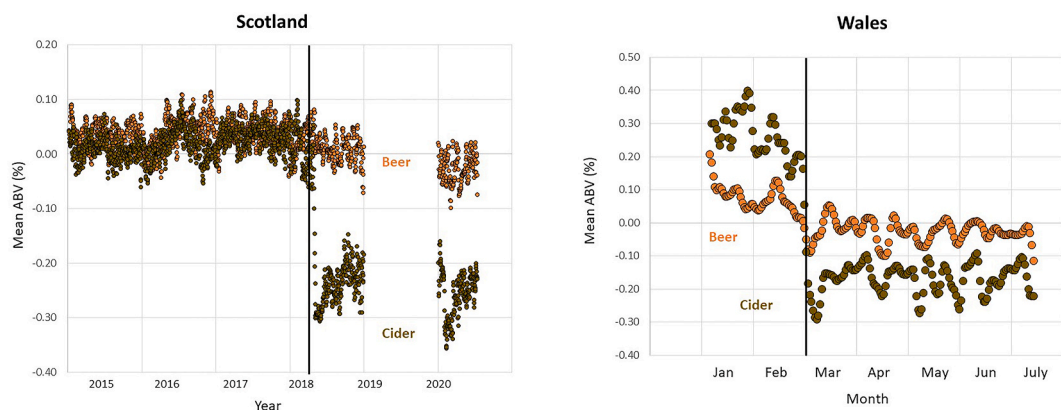 Scotland
Mean ABV (%)
0.20
0.10
0.00
-0.10
-0.20
-0.30
-0.40
Beer
Cider
2015 2016 2017 2018 2019 2020
Year
Wales
Mean ABV (%)
0.50
0.40
0.30
0.20
0.10
0.00
-0.10
-0.20
-0.30
-0.40
Beer
Cider
Jan Feb Mar Apr May Jun July
Month